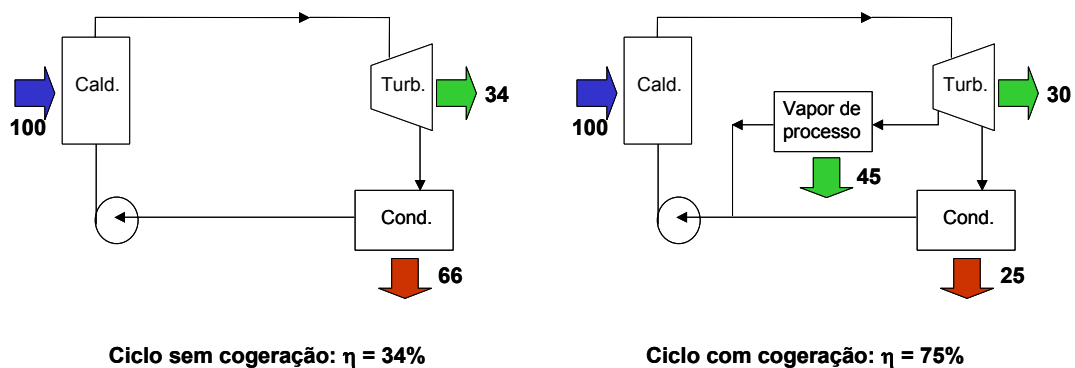 Cald.
Turb.
34
100
Cond.
66
Ciclo sem cogeração: η = 34%
Cald.
Turb.
30
100
Vapor de
processo
45
Cond.
25
Ciclo com cogeração: η = 75%